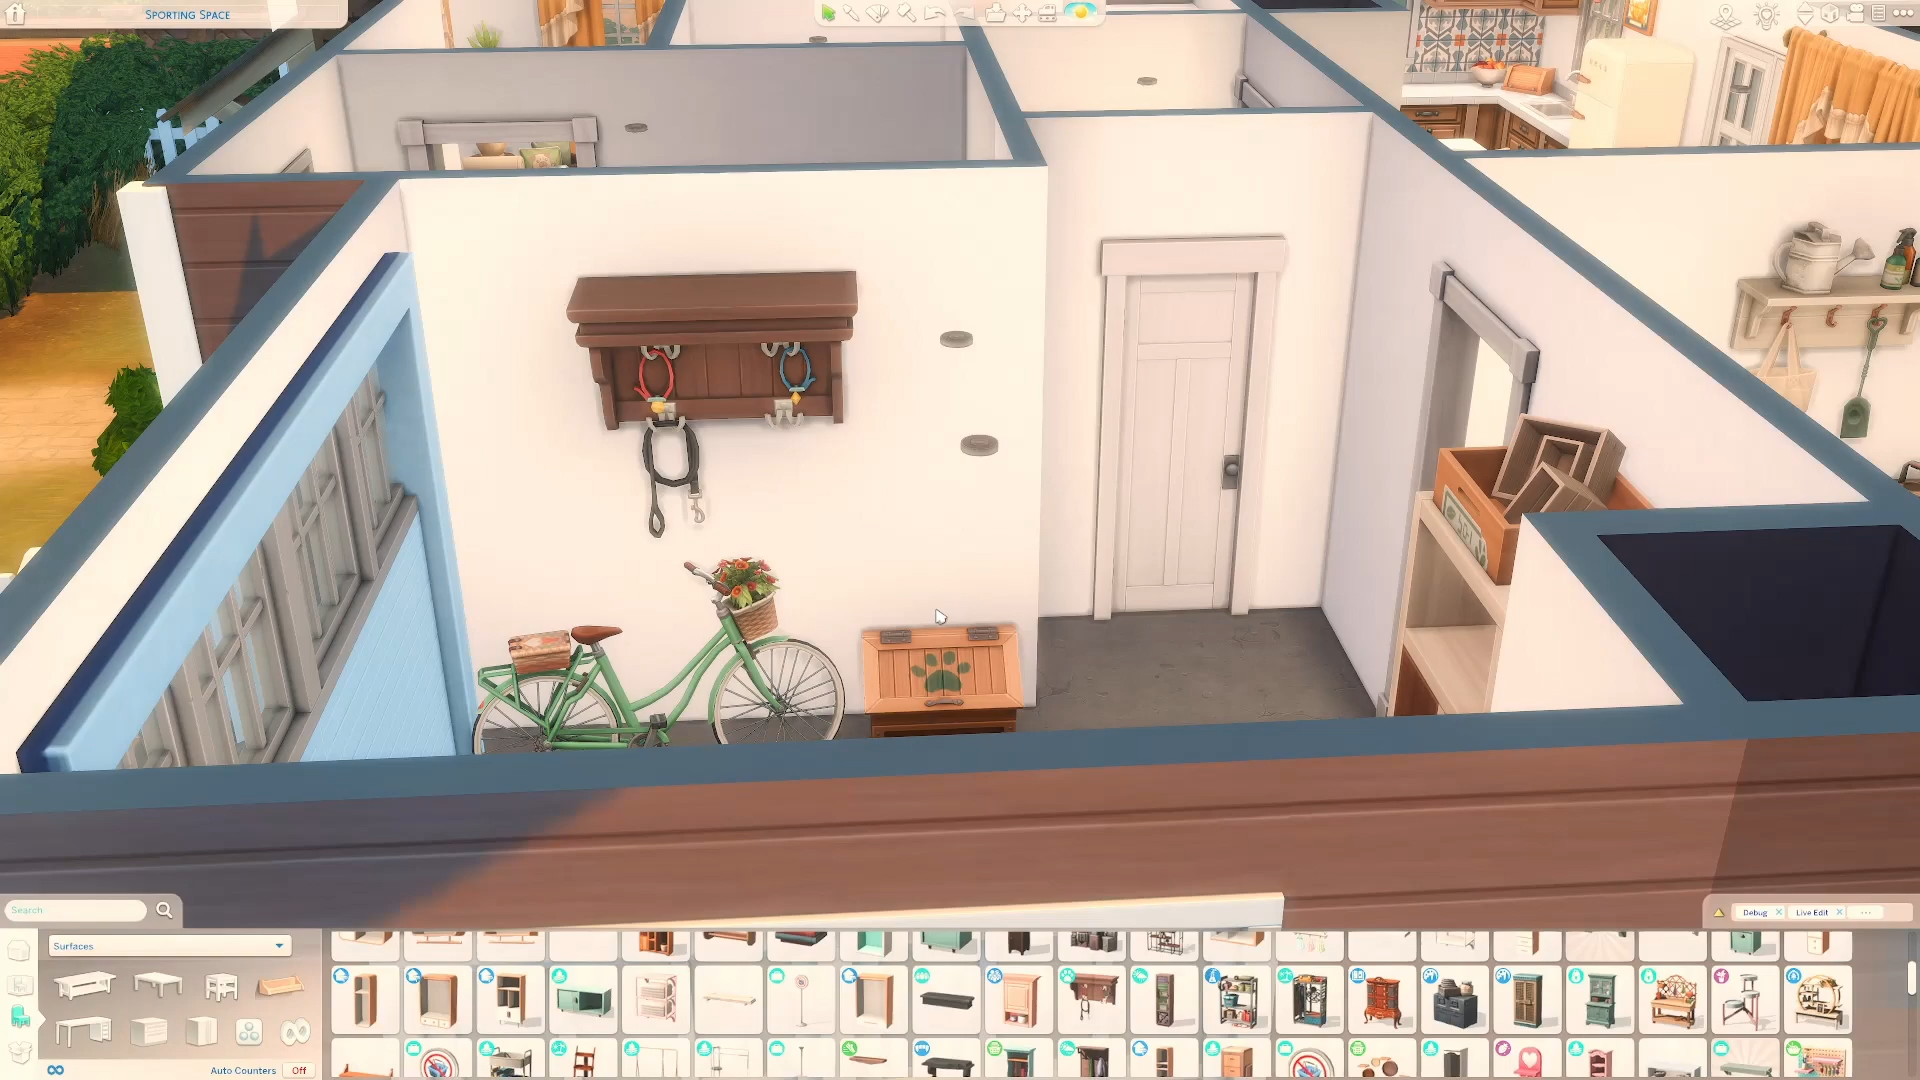 Sporting Space
Search
Debug
Live Edit
...
Surfaces
Auto Counters
Off